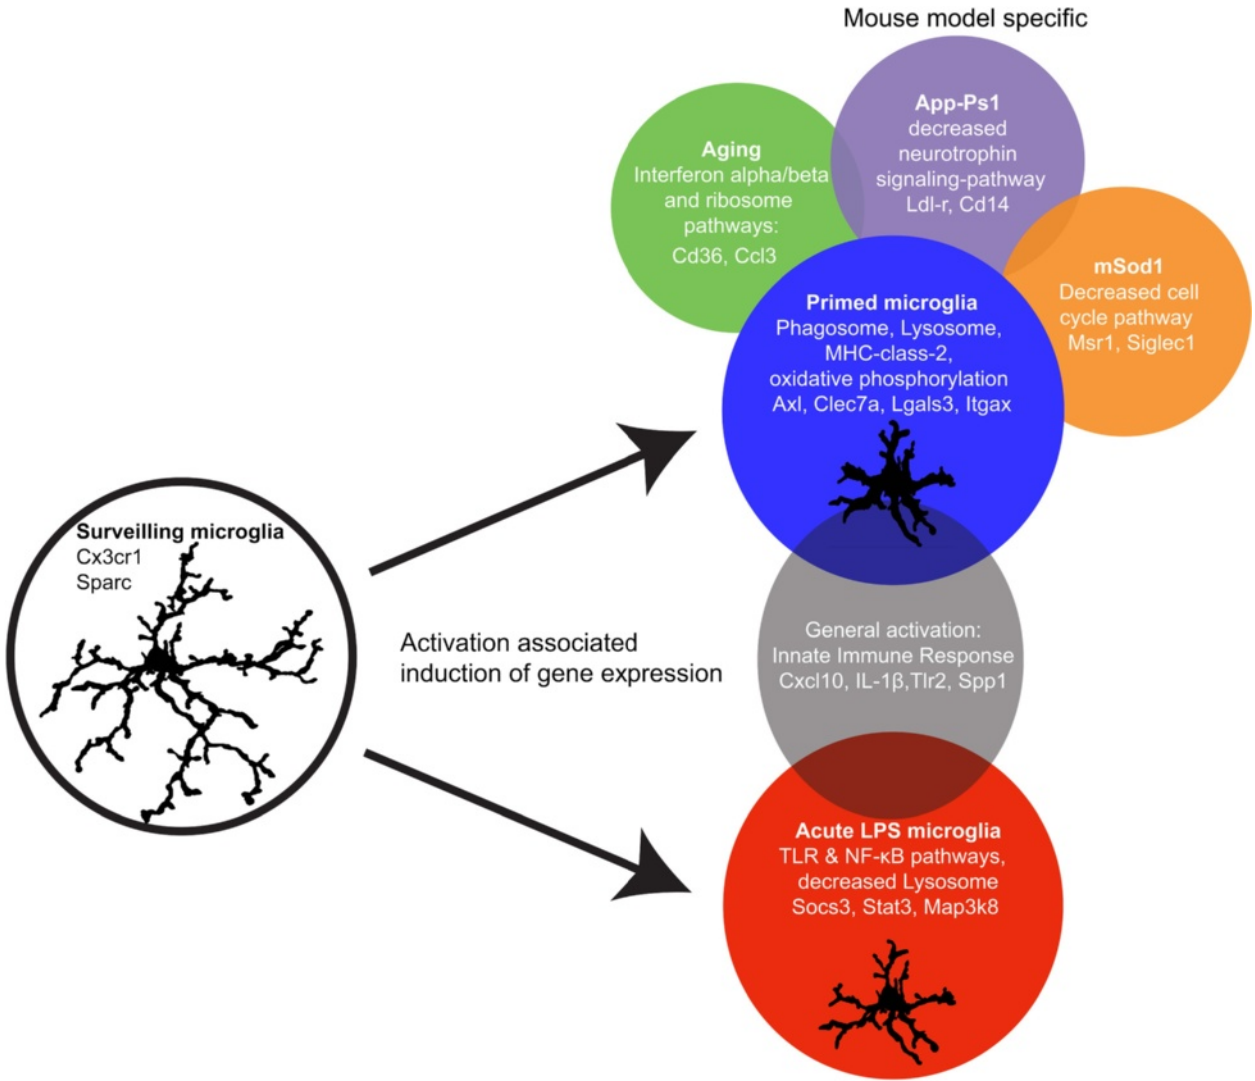 Mouse model specific
App-Ps1
decreased
neurotrophin
signaling-pathway
Ldl-r, Cd14
Aging
Interferon alpha/beta
and ribosome
pathways:
Cd36, Ccl3
mSod1
Decreased cell
cycle pathway
Msr1, Siglec1
Primed microglia
Phagosome, Lysosome,
MHC-class-2,
oxidative phosphorylation
Axl, Clec7a, Lgals3, Itgax
Surveilling microglia
Cx3cr1
Sparc
Activation associated
induction of gene expression
General activation:
Innate Immune Response
Cxcl10, IL-1β,Tlr2, Spp1
Acute LPS microglia
TLR & NF-κB pathways,
decreased Lysosome
Socs3, Stat3, Map3k8